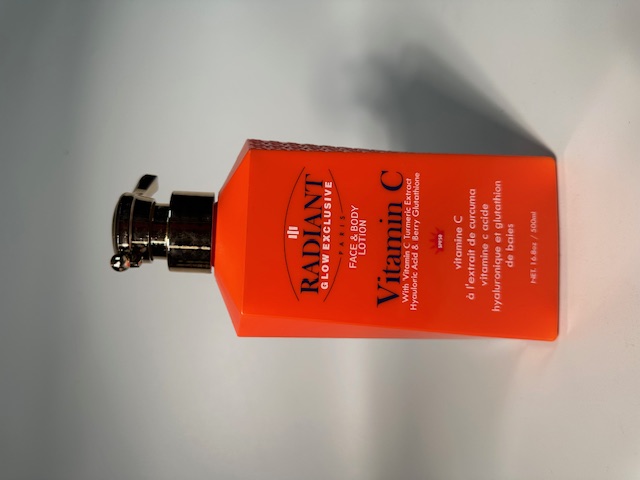 RADIANT
GLOW EXCLUSIVE
PARIS
FACE & BODY
LOTION
Vitamin C
With Vitamin C Turmeric Extract
Hyauloric Acid & Berry Glutathione
SPF50
vitamine C
à l'extrait de curcuma
vitamine c acide
hyaluronique et glutathion
de baies
NET. 16.8oz / 500ml